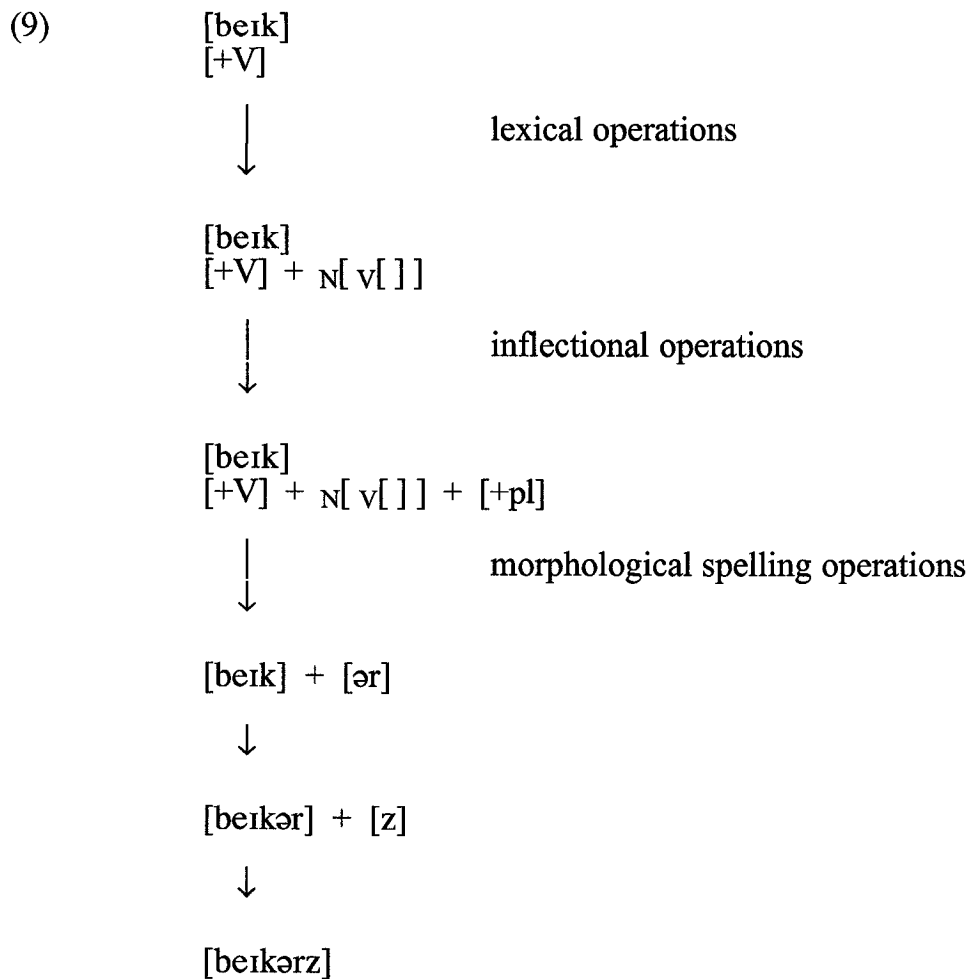 (9) [beɪk]
[+V]
↓ lexical operations
[beɪk]
[+V] + N[ V[ ] ]
↓ inflectional operations
[beɪk]
[+V] + N[ V[ ] ] + [+pl]
↓ morphological spelling operations
[beɪk] + [ər]
↓
[beɪkər] + [z]
↓
[beɪkərz]